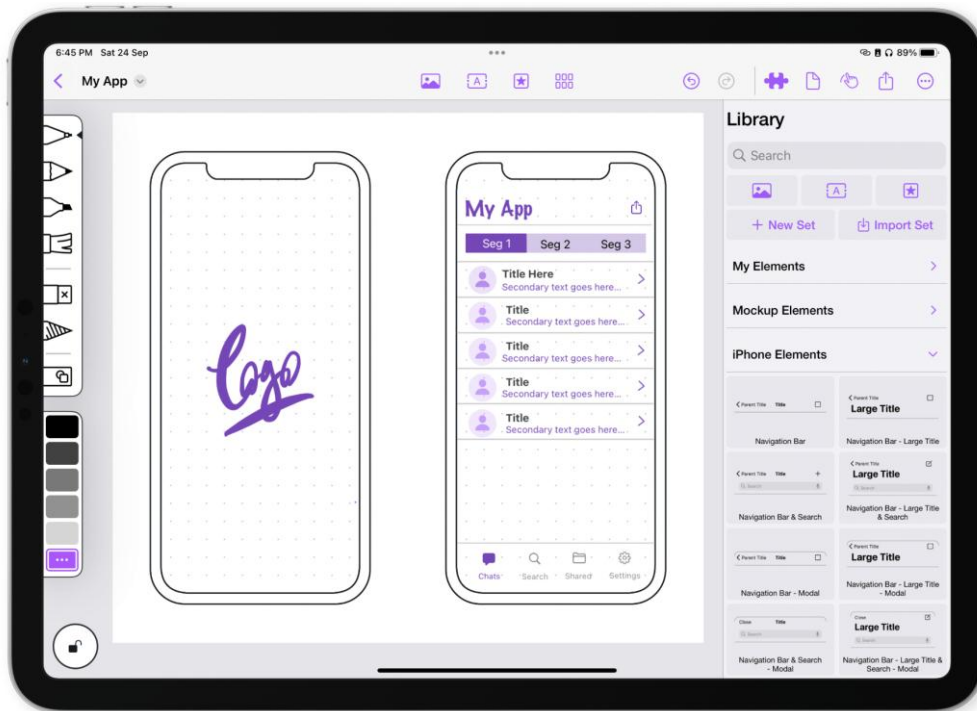 6:45 PM Sat 24 Sep
89%
My App
A
Library
Search
A
+ New Set
Import Set
My Elements
Mockup Elements
iPhone Elements
Logo
My App
Seg 1 Seg 2 Seg 3
Title Here
Secondary text goes here...
Title
Secondary text goes here...
Title
Secondary text goes here...
Title
Secondary text goes here...
Title
Secondary text goes here...
Chats Search Shared Settings
Parent Title Title
Navigation Bar
Parent Title
Large Title
Navigation Bar - Large Title
Parent Title Title +
Search
Navigation Bar & Search
Parent Title
Large Title
Search
Navigation Bar - Large Title
& Search
Parent Title Title
Navigation Bar - Modal
Parent Title
Large Title
Navigation Bar - Large Title
- Modal
Close Title
Search
Navigation Bar & Search
- Modal
Close
Large Title
Search
Navigation Bar - Large Title &
Search - Modal